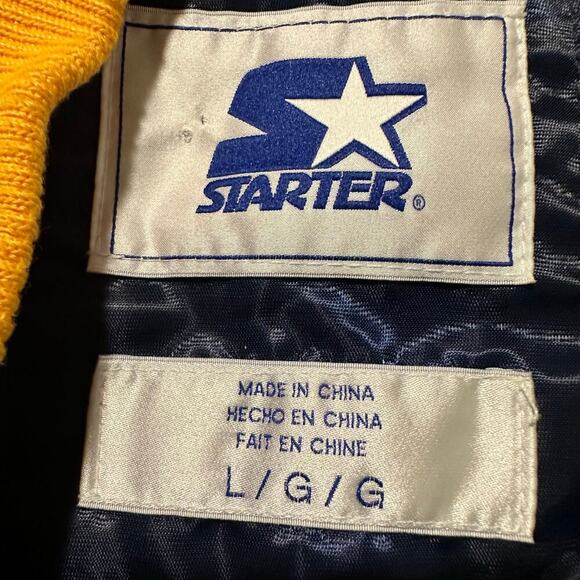 STARTER®
MADE IN CHINA
HECHO EN CHINA
FAIT EN CHINE
L/G/G